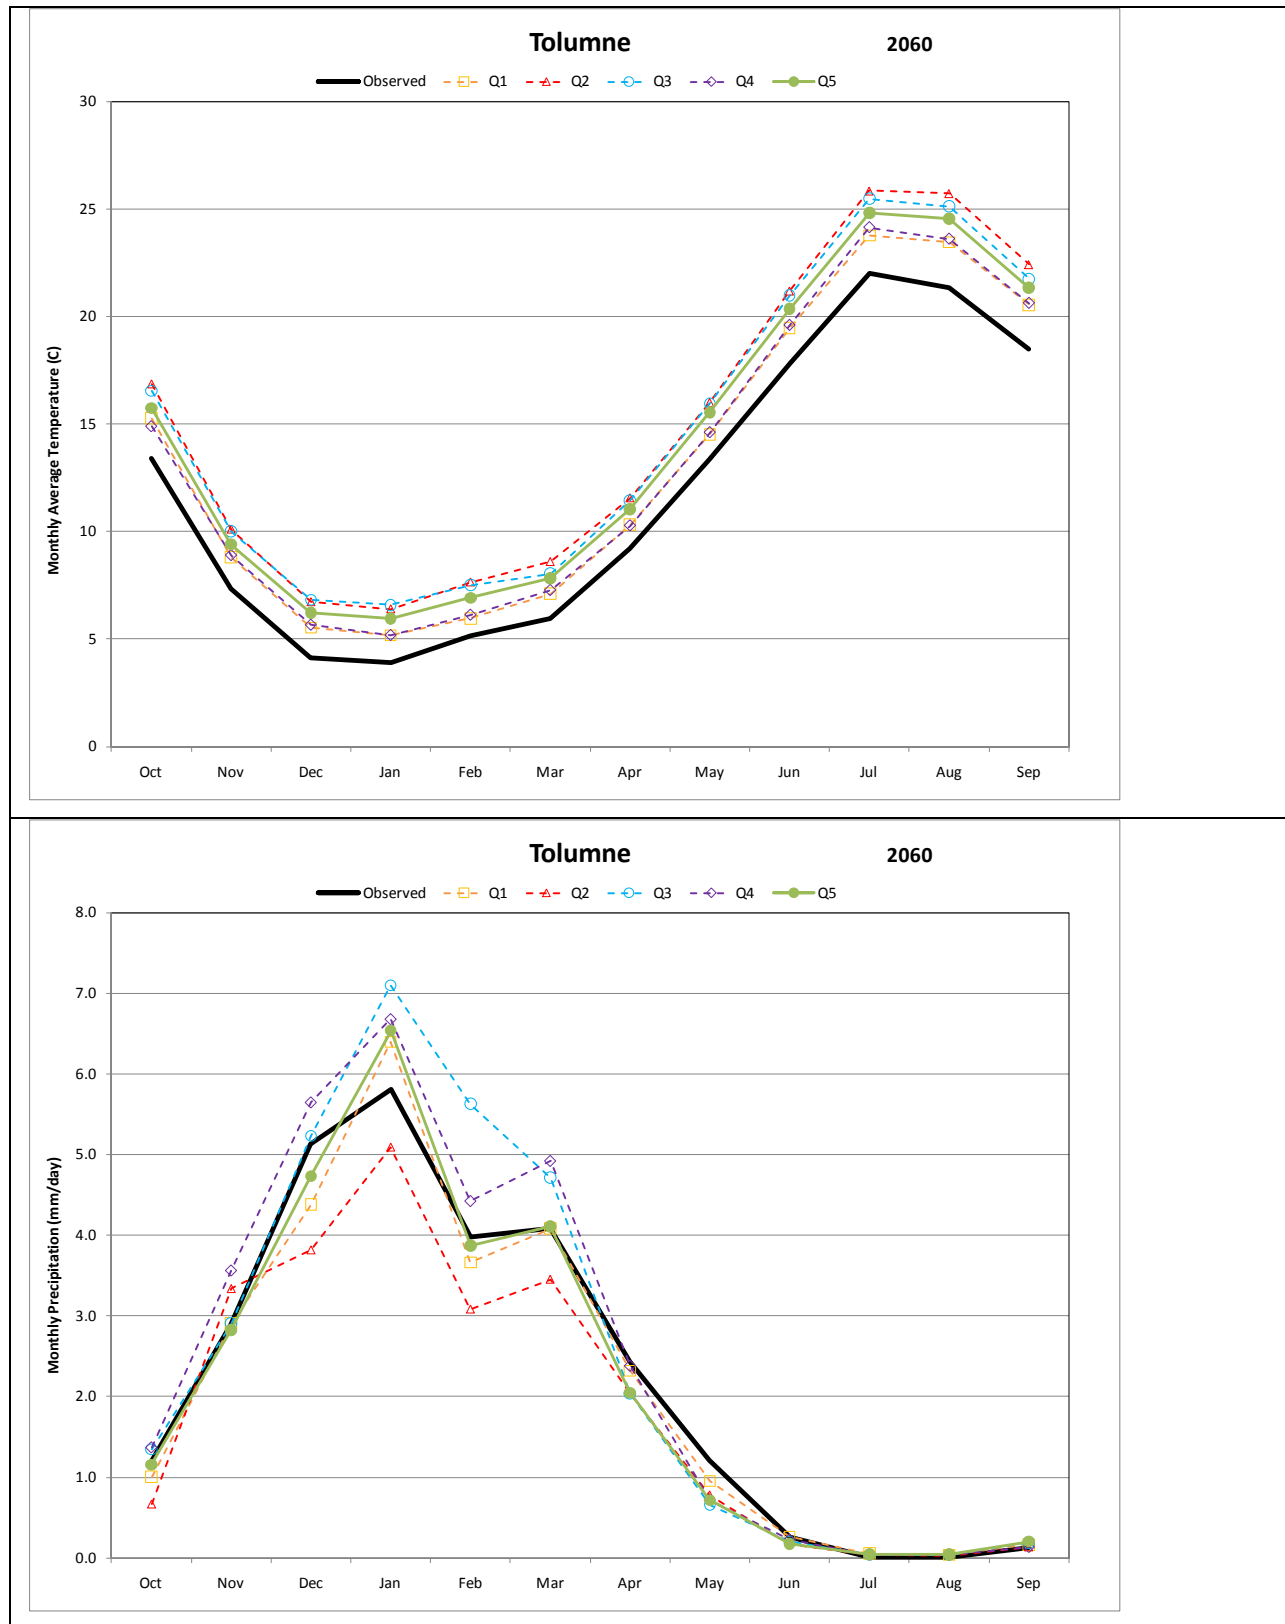 Tolumne 2060
Observed Q1 Q2 Q3 Q4 Q5
30
25
20
15
10
5
0
Monthly Average Temperature (C)
Oct Nov Dec Jan Feb Mar Apr May Jun Jul Aug Sep
Tolumne 2060
Observed Q1 Q2 Q3 Q4 Q5
8.0
7.0
6.0
5.0
4.0
3.0
2.0
1.0
0.0
Monthly Precipitation (mm/day)
Oct Nov Dec Jan Feb Mar Apr May Jun Jul Aug Sep